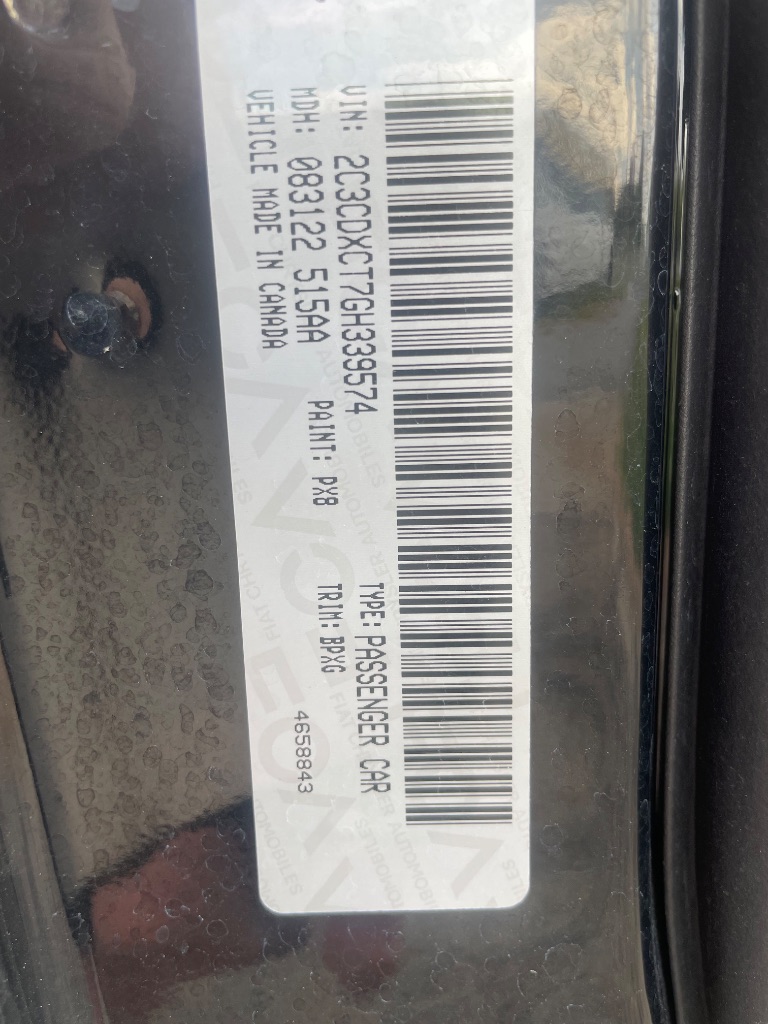 VIN: 2C3CDXCT7GH339574
TYPE: PASSENGER CAR
MDH: 083122 515AA
PAINT: PX8
TRIM: BPXG
VEHICLE MADE IN CANADA
4658843